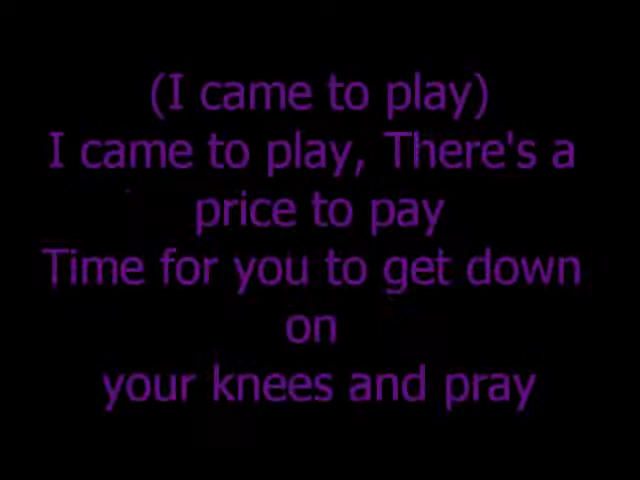 (I came to play)
I came to play, There's a
price to pay
Time for you to get down
on
your knees and pray